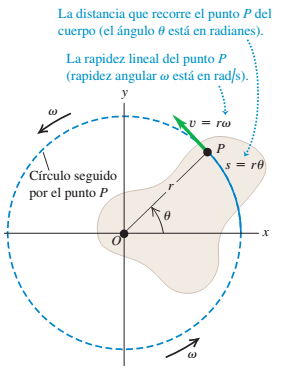 La distancia que recorre el punto P del
cuerpo (el ángulo θ está en radianes).
La rapidez lineal del punto P
(rapidez angular ω está en rad/s).
y
ω
v = rω
P
s = rθ
Círculo seguido
por el punto P
r
θ
O
x
ω